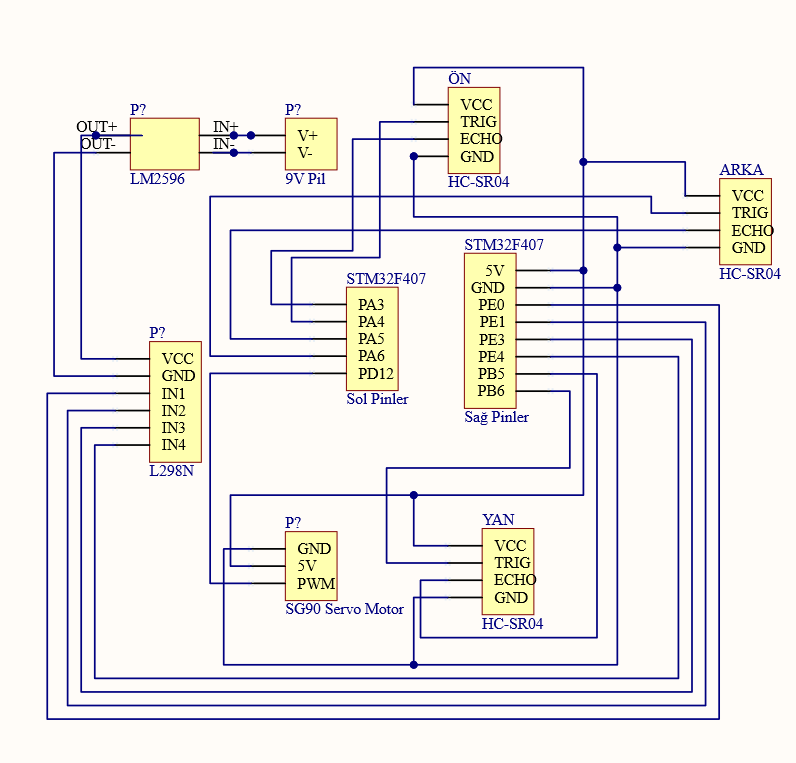 P?
OUT+
OUT-
IN+
IN-
LM2596
P?
V+
V-
9V Pil
ÖN
VCC
TRIG
ECHO
GND
HC-SR04
ARKA
VCC
TRIG
ECHO
GND
HC-SR04
STM32F407
PA3
PA4
PA5
PA6
PD12
Sol Pinler
STM32F407
5V
GND
PE0
PE1
PE3
PE4
PB5
PB6
Sağ Pinler
P?
VCC
GND
IN1
IN2
IN3
IN4
L298N
P?
GND
5V
PWM
SG90 Servo Motor
YAN
VCC
TRIG
ECHO
GND
HC-SR04